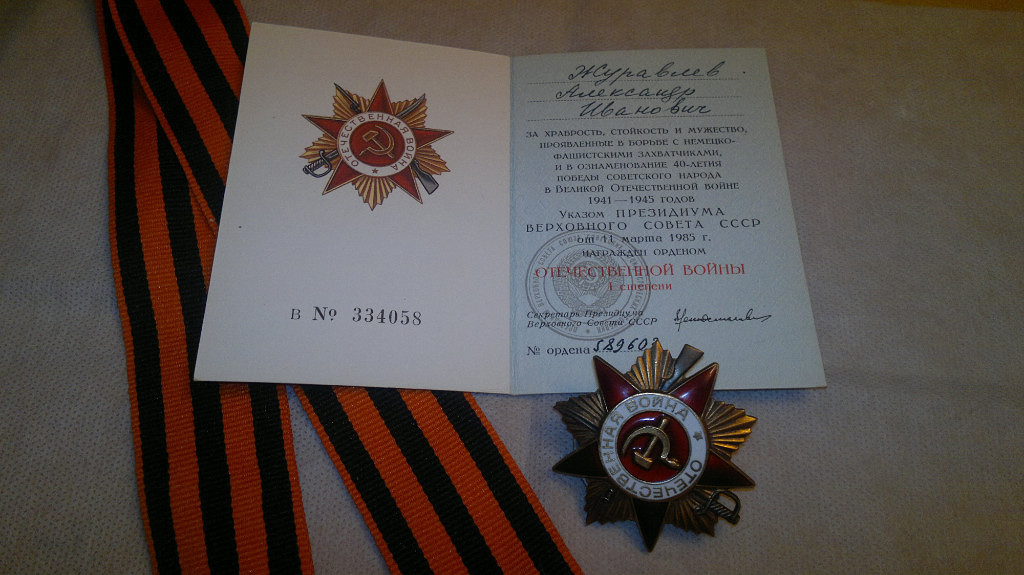 ОТЕЧЕСТВЕННАЯ ВОЙНА
В № 334058
Журавлев
Александр
Иванович
ЗА ХРАБРОСТЬ, СТОЙКОСТЬ И МУЖЕСТВО,
ПРОЯВЛЕННЫЕ В БОРЬБЕ С НЕМЕЦКО-
ФАШИСТСКИМИ ЗАХВАТЧИКАМИ,
И В ОЗНАМЕНОВАНИЕ 40-ЛЕТИЯ
ПОБЕДЫ СОВЕТСКОГО НАРОДА
В ВЕЛИКОЙ ОТЕЧЕСТВЕННОЙ ВОЙНЕ
1941—1945 ГОДОВ
УКАЗОМ ПРЕЗИДИУМА
ВЕРХОВНОГО СОВЕТА СССР
от 11 марта 1985 г.
НАГРАЖДЕН ОРДЕНОМ
ОТЕЧЕСТВЕННОЙ ВОЙНЫ
I степени
Секретарь Президиума
Верховного Совета СССР
№ ордена 589602
ОТЕЧЕСТВЕННАЯ ВОЙНА